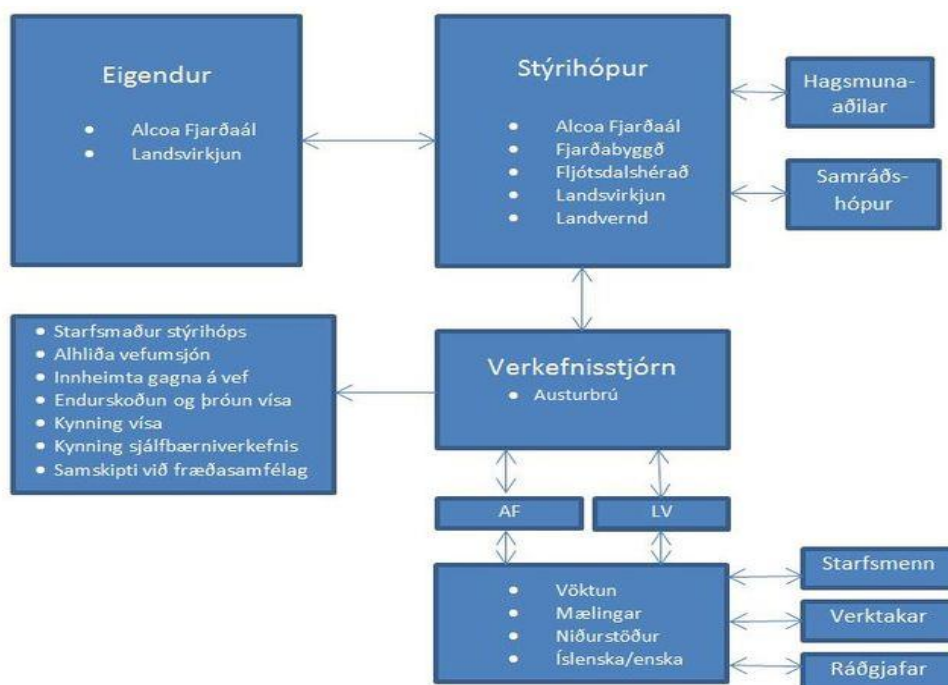 Eigendur
• Alcoa Fjarðaál
• Landsvirkjun
Stýrihópur
• Alcoa Fjarðaál
• Fjarðabyggð
• Fljótsdalshérað
• Landsvirkjun
• Landvernd
Hagsmuna-
aðilar
Samráðs-
hópur
• Starfsmaður stýrihóps
• Alhliða vefumsjón
• Innheimta gagna á vef
• Endurskoðun og þróun vísa
• Kynning vísa
• Kynning sjálfbærniverkefnis
• Samskipti við fræðasamfélag
Verkefnisstjórn
• Austurbrú
AF
LV
• Vöktun
• Mælingar
• Niðurstöður
• Íslenska/enska
Starfsmenn
Verktakar
Ráðgjafar